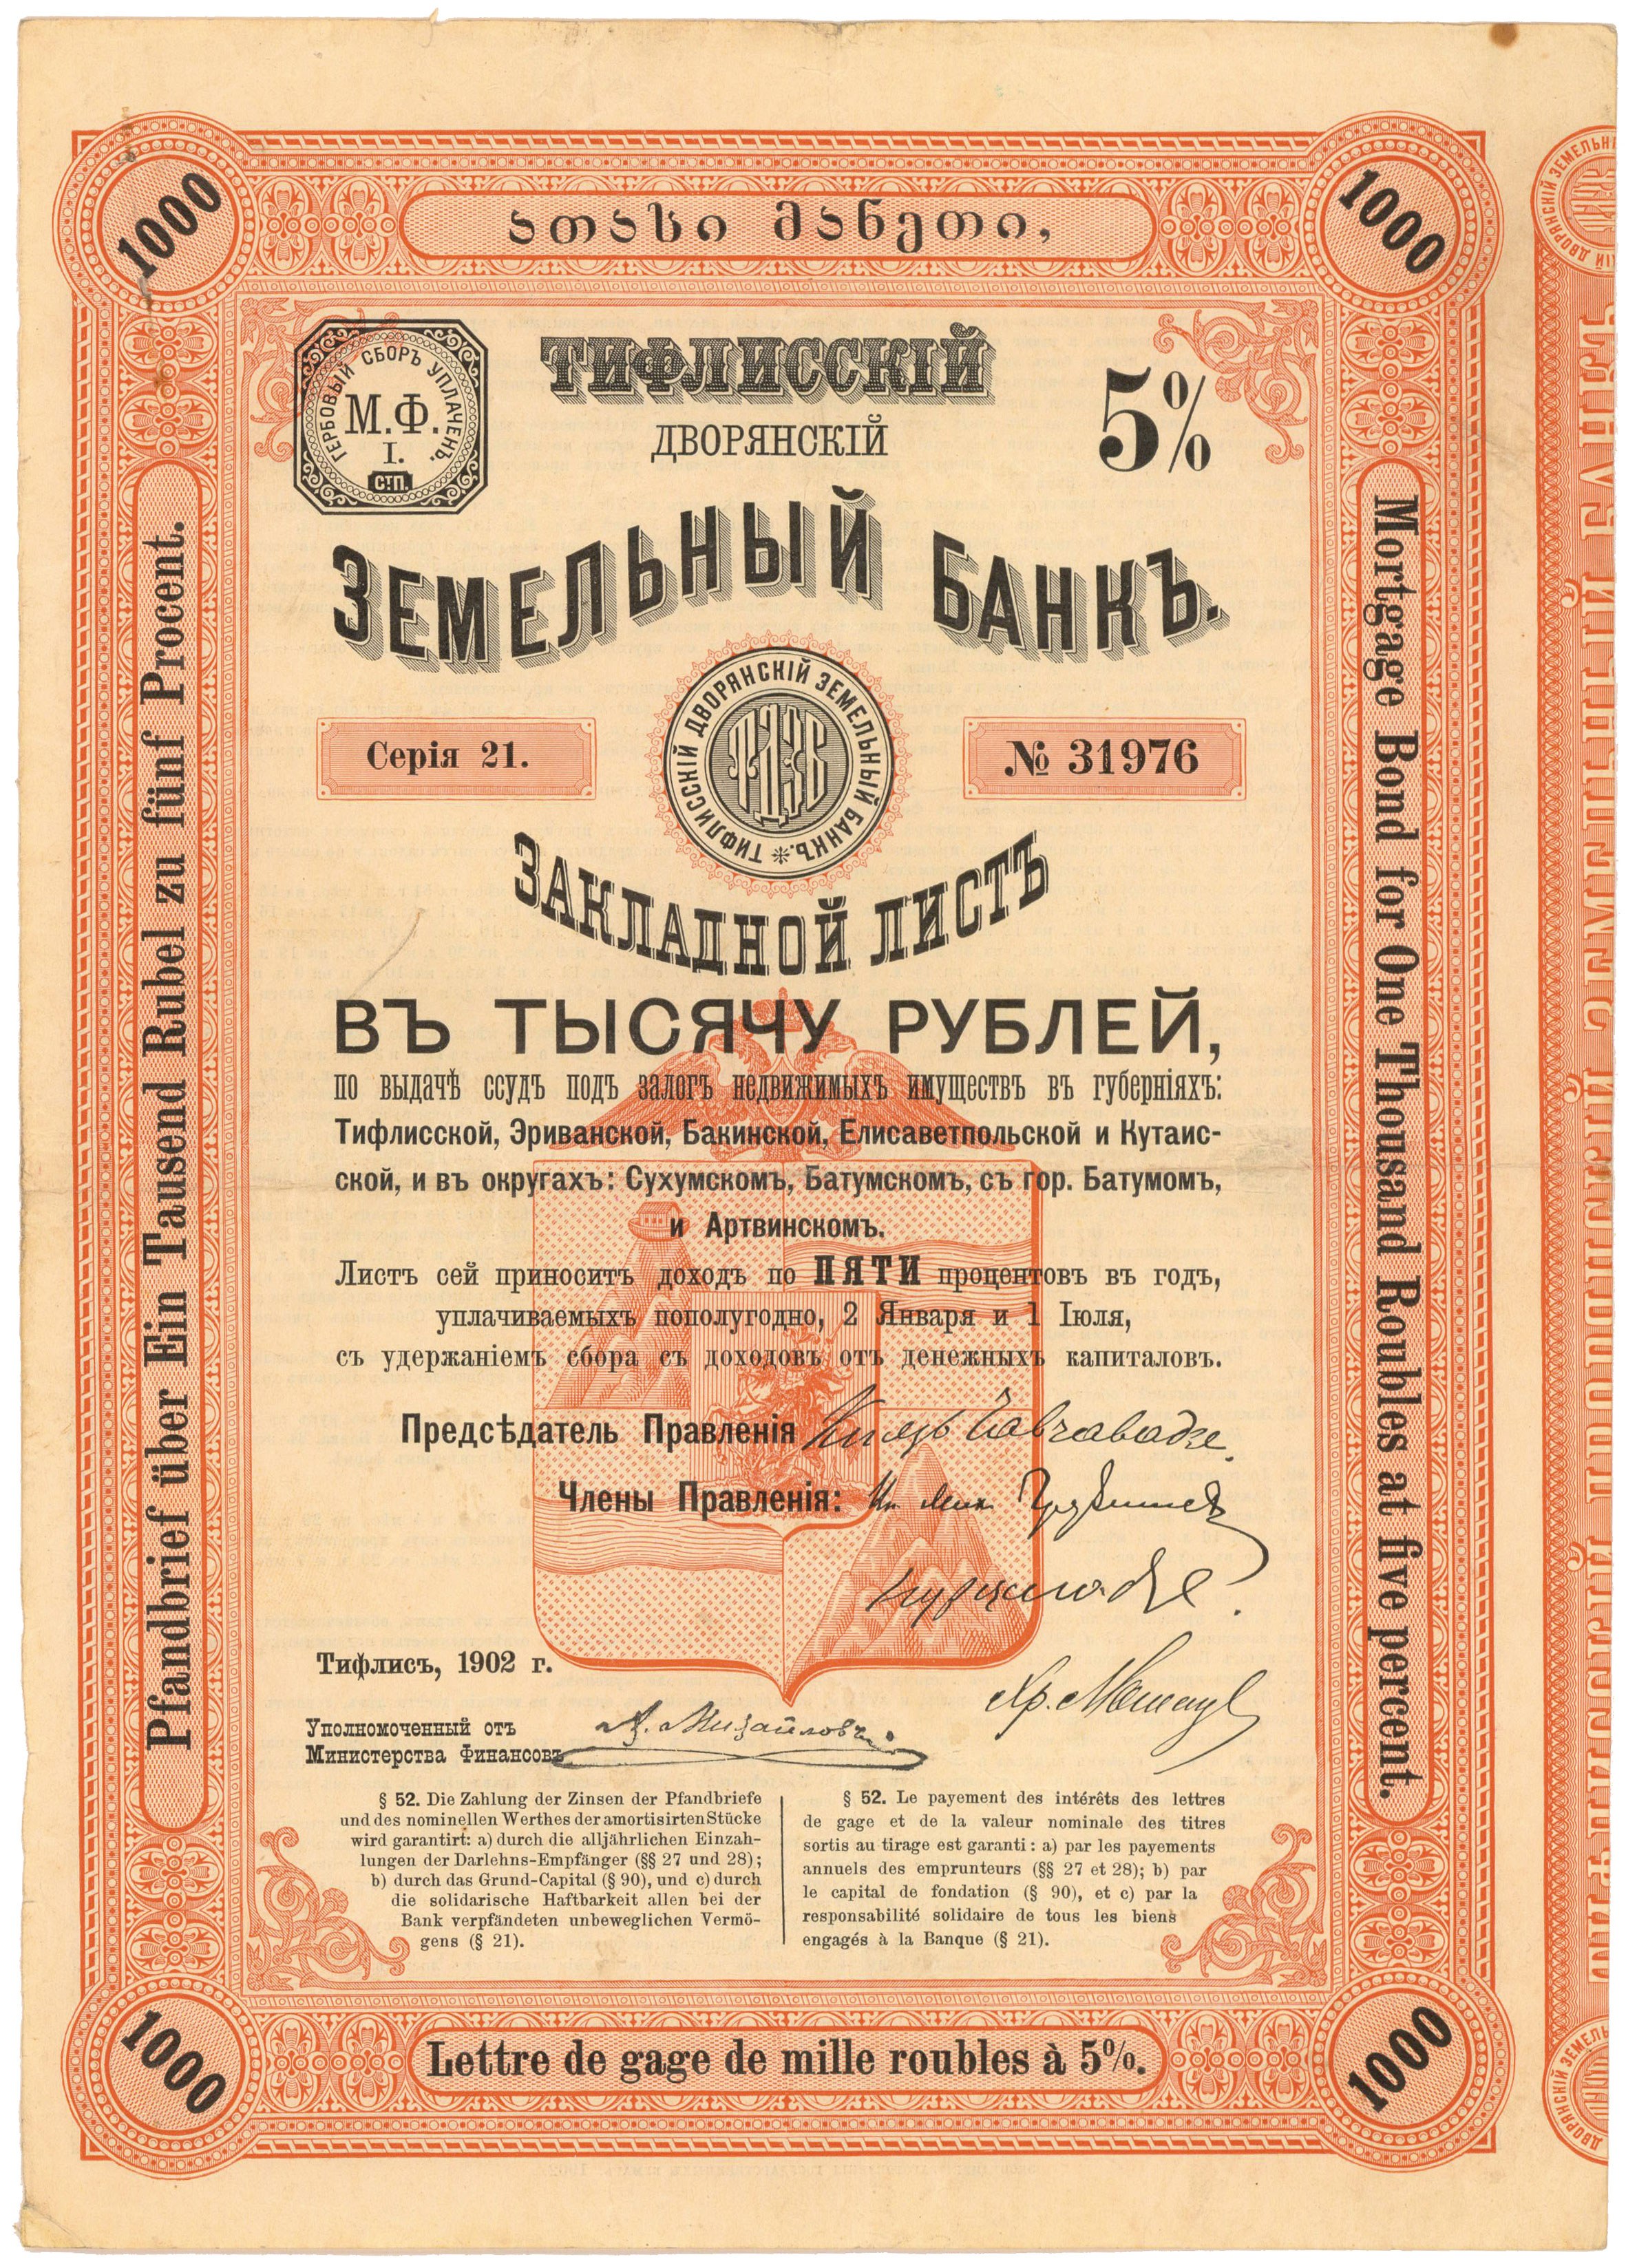 1000
ათასი მანეთი,
1000
ГЕРБОВЫЙ СБОРЪ УПЛАЧЕНЪ.
М.Ф.
I.
СТП.
ТИФЛИССКІЙ
ДВОРЯНСКІЙ
5%
ЗЕМЕЛЬНЫЙ БАНКЪ.
Серія 21.
ТИФЛИССКІЙ ДВОРЯНСКІЙ ЗЕМЕЛЬНЫЙ БАНКЪ.
ТДЗБ
№ 31976
ЗАКЛАДНОЙ ЛИСТЪ
ВЪ ТЫСЯЧУ РУБЛЕЙ,
по выдачѣ ссудъ подъ залогъ недвижимыхъ имуществъ въ губерніяхъ:
Тифлисской, Эриванской, Бакинской, Елисаветпольской и Кутаис-
ской, и въ округахъ: Сухумскомъ, Батумскомъ, съ гор. Батумомъ,
и Артвинскомъ.
Листъ сей приноситъ доходъ по ПЯТИ процентовъ въ годъ,
уплачиваемыхъ пополугодно, 2 Января и 1 Іюля,
съ удержаніемъ сбора съ доходовъ отъ денежныхъ капиталовъ.
Предсѣдатель Правленія Князь Чавчавадзе.
Члены Правленія:
Тифлисъ, 1902 г.
Уполномоченный отъ
Министерства Финансовъ А. Михайловъ.
§ 52. Die Zahlung der Zinsen der Pfandbriefe
und des nominellen Werthes der amortisirten Stücke
wird garantirt: a) durch die alljährlichen Einzah-
lungen der Darlehns-Empfänger (§§ 27 und 28);
b) durch das Grund-Capital (§ 90), und c) durch
die solidarische Haftbarkeit allen bei der
Bank verpfändeten unbeweglichen Vermö-
gens (§ 21).
§ 52. Le payement des intérêts des lettres
de gage et de la valeur nominale des titres
sortis au tirage est garanti: a) par les payements
annuels des emprunteurs (§§ 27 et 28); b) par
le capital de fondation (§ 90), et c) par la
responsabilité solidaire de tous les biens
engagés à la Banque (§ 21).
Pfandbrief über Ein Tausend Rubel zu fünf Procent.
Mortgage Bond for One Thousand Roubles at five percent.
1000
Lettre de gage de mille roubles à 5%.
1000